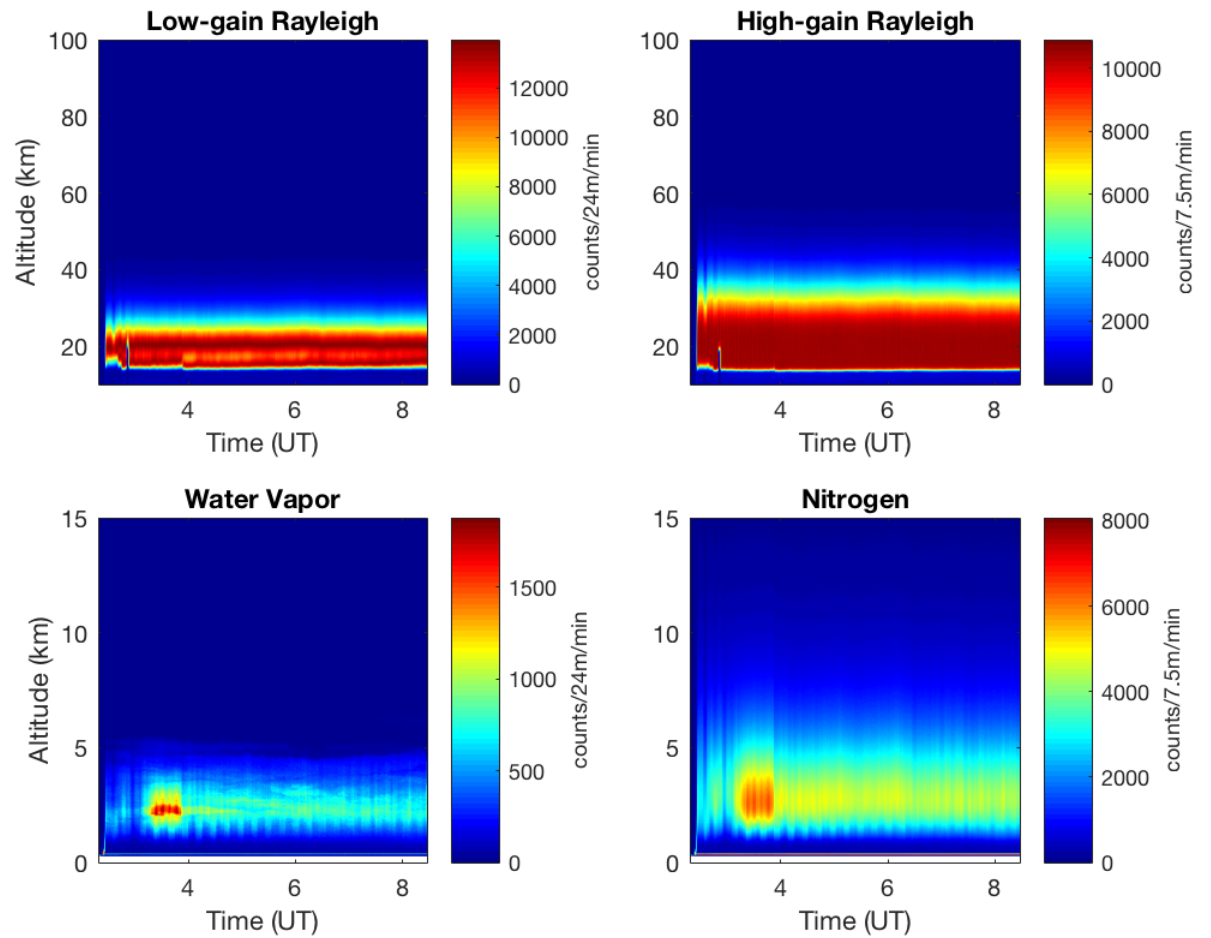 Low-gain Rayleigh
100
80
60
40
20
Altitude (km)
4 6 8
Time (UT)
12000
10000
8000
6000
4000
2000
0
counts/24m/min
High-gain Rayleigh
100
80
60
40
20
4 6 8
Time (UT)
10000
8000
6000
4000
2000
0
counts/7.5m/min
Water Vapor
15
10
5
0
Altitude (km)
4 6 8
Time (UT)
1500
1000
500
0
counts/24m/min
Nitrogen
15
10
5
0
4 6 8
Time (UT)
8000
6000
4000
2000
0
counts/7.5m/min